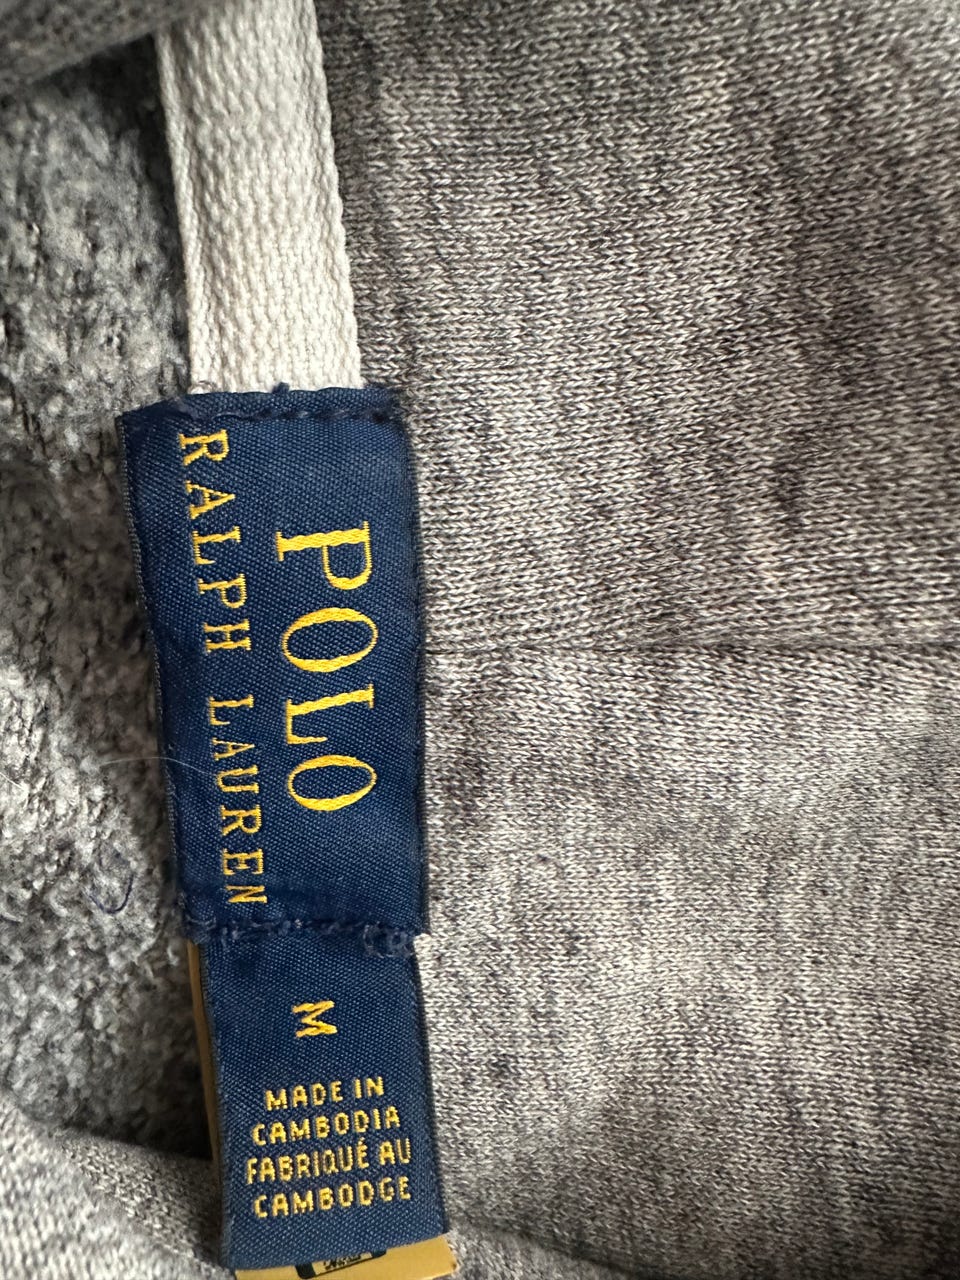 POLO
RALPH LAUREN
M
MADE IN
CAMBODIA
FABRIQUÉ AU
CAMBODGE